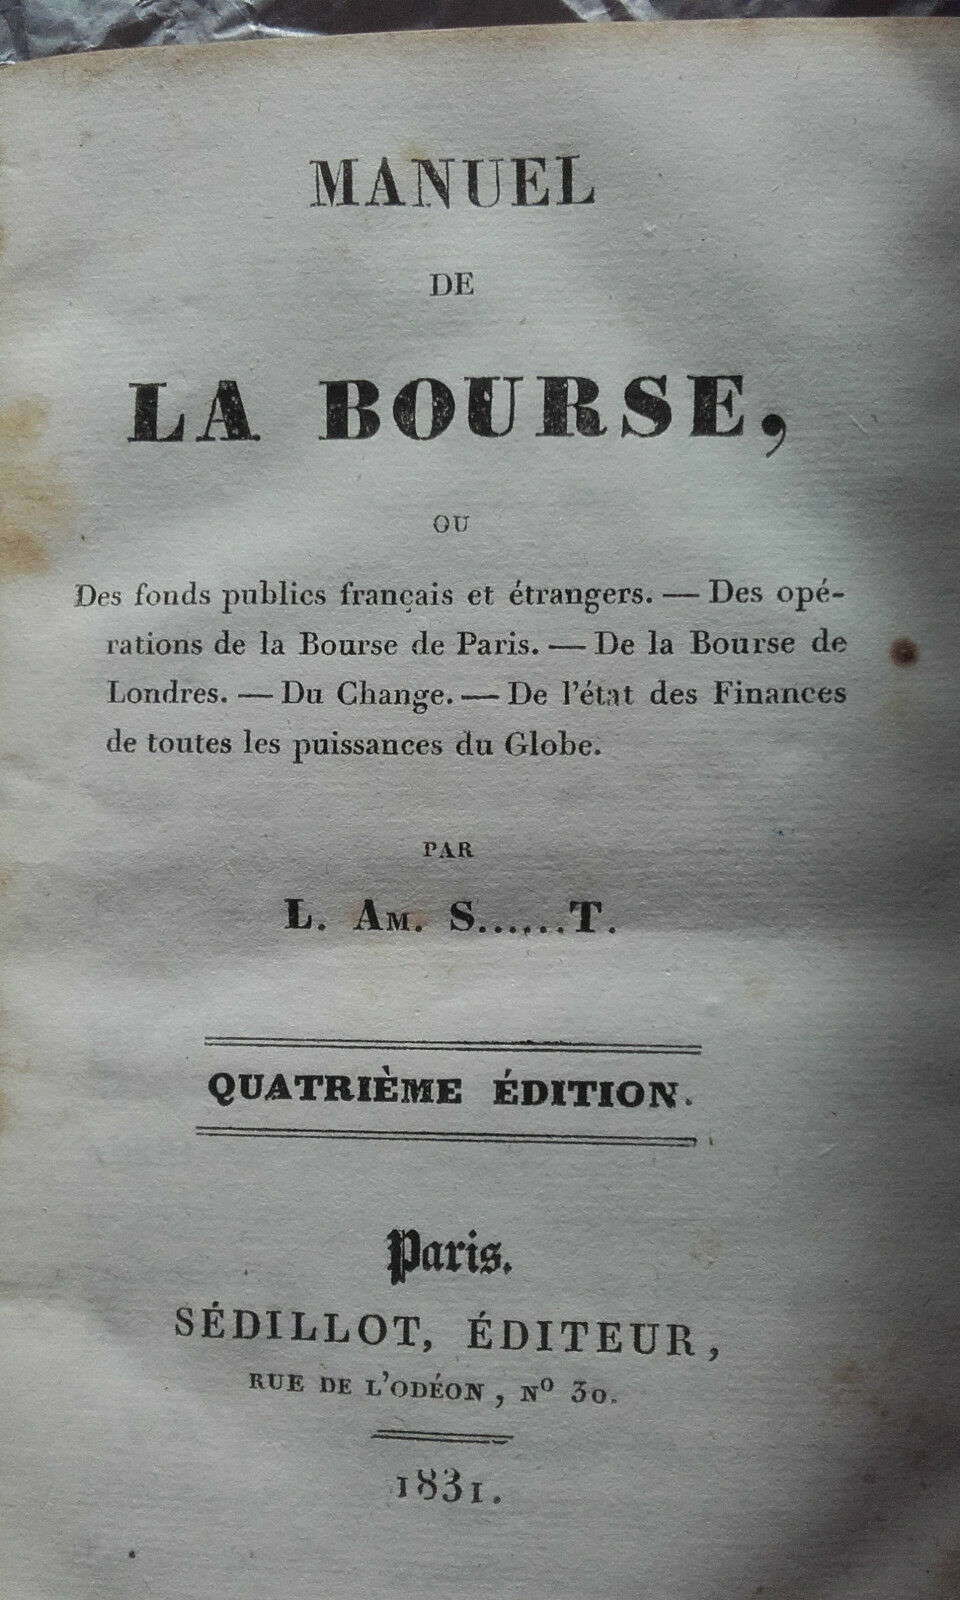 MANUEL
DE
LA BOURSE,
OU
Des fonds publics français et étrangers. — Des opé-
rations de la Bourse de Paris. — De la Bourse de
Londres. — Du Change. — De l'état des Finances
de toutes les puissances du Globe.
PAR
L. AM. S......T.
QUATRIÈME ÉDITION.
Paris.
SÉDILLOT, ÉDITEUR,
RUE DE L'ODÉON, Nº 30.
1831.